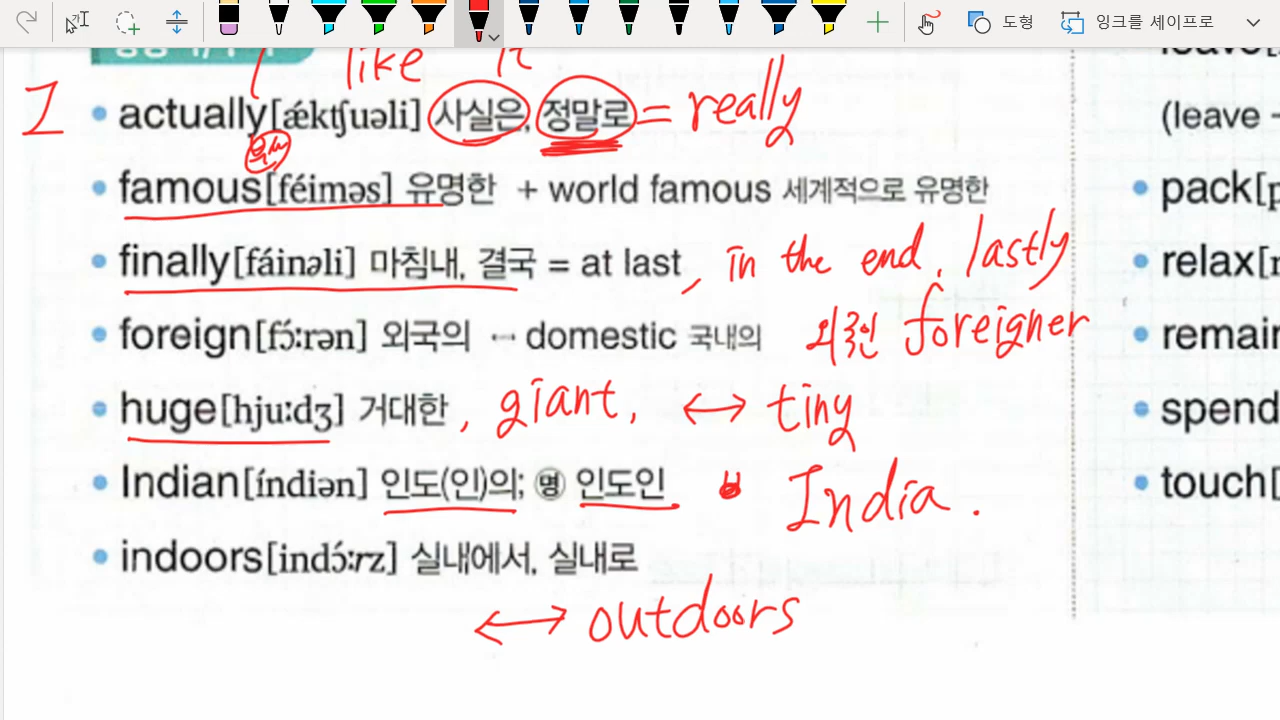 도형 잉크를 셰이프로
I like it
I actually[ǽktʃuəli] 사실은, 정말로 = really
famous[féiməs] 유명한 + world famous 세계적으로 유명한
finally[fáinəli] 마침내, 결국 = at last, in the end, lastly
foreign[fɔ́ːrən] 외국의 ↔ domestic 국내의 외국인 foreigner
huge[hjuːdʒ] 거대한, giant, ↔ tiny
Indian[índiən] 인도(인)의; 명 인도인 India.
indoors[indɔ́ːrz] 실내에서, 실내로
↔ outdoors
(leave
pack[p
relax[r
remain
spend
touch[